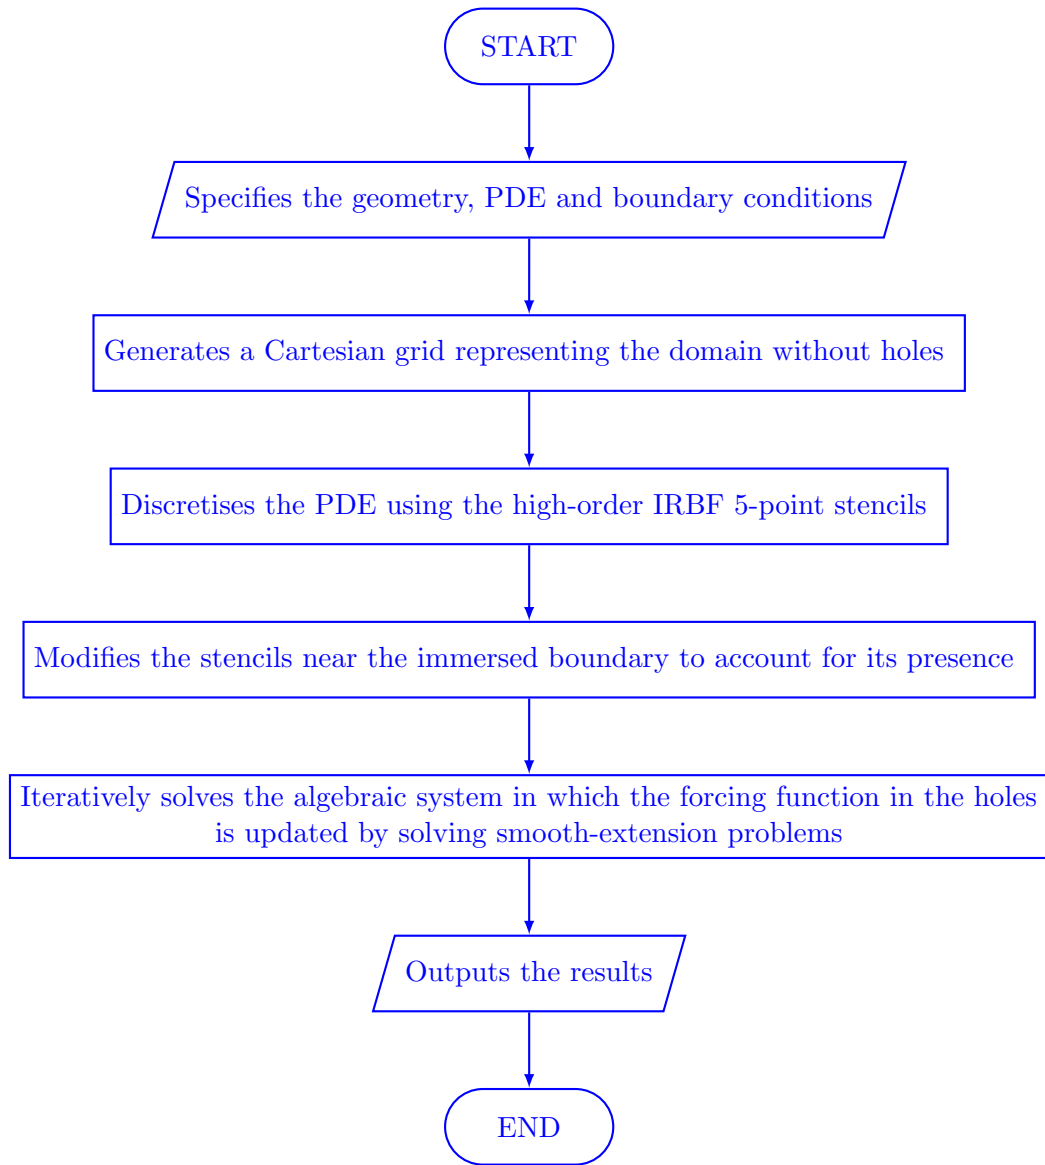 START
Specifies the geometry, PDE and boundary conditions
Generates a Cartesian grid representing the domain without holes
Discretises the PDE using the high-order IRBF 5-point stencils
Modifies the stencils near the immersed boundary to account for its presence
Iteratively solves the algebraic system in which the forcing function in the holes
is updated by solving smooth-extension problems
Outputs the results
END